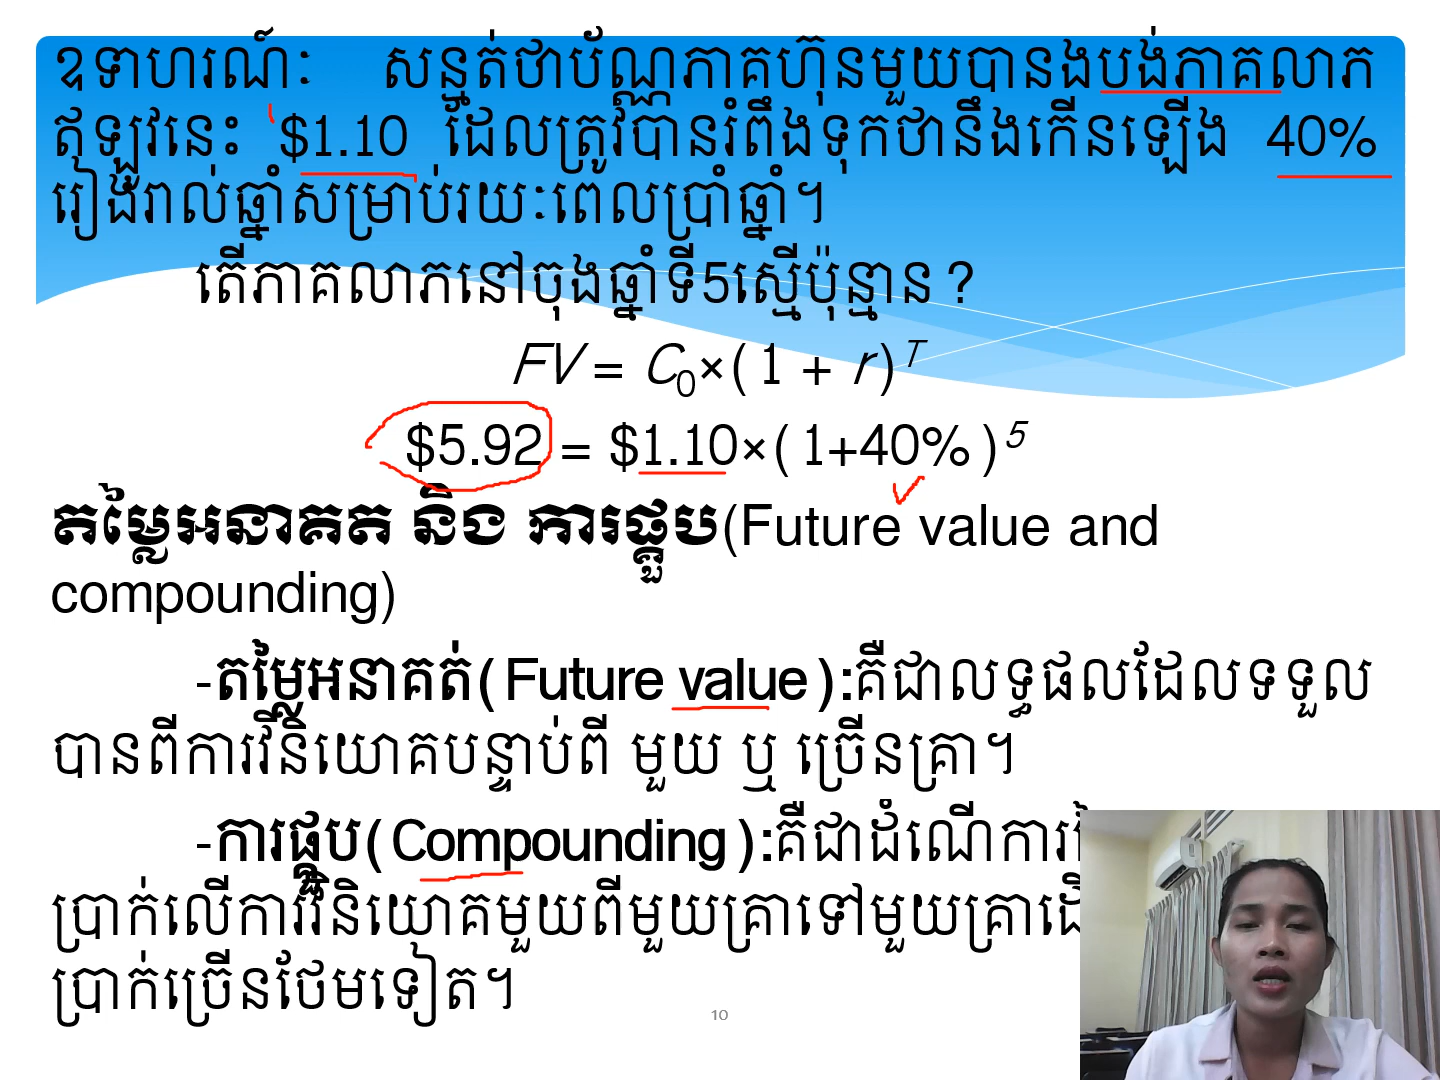 ឧទាហរណ៍ៈ សន្មត់ថាប័ណ្ណភាគហ៊ុនមួយបានងបង់ភាគលាភ
ឥឡូវនេះ $1.10 ដែលត្រូវបានរំពឹងទុកថានឹងកើនឡើង 40%
រៀងរាល់ឆ្នាំសម្រាប់រយៈពេលប្រាំឆ្នាំ។
តើភាគលាភនៅចុងឆ្នាំទី5ស្មើប៉ុន្មាន?
FV = C₀×(1 + r)ᵀ
$5.92 = $1.10×(1+40%)⁵
តម្លៃអនាគត និង ការផ្គួប(Future value and
compounding)
-តម្លៃអនាគត់(Future value):គឺជាលទ្ធផលដែលទទួល
បានពីការវិនិយោគបន្ទាប់ពី មួយ ឬ ច្រើនគ្រា។
-ការផ្គួប(Compounding):គឺជាដំណើការ
ប្រាក់លើការវិនិយោគមួយពីមួយគ្រាទៅមួយគ្រាដើ
ប្រាក់ច្រើនថែមទៀត។
10